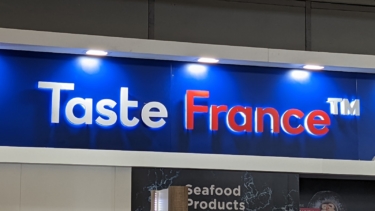 Taste France™
Seafood
Products